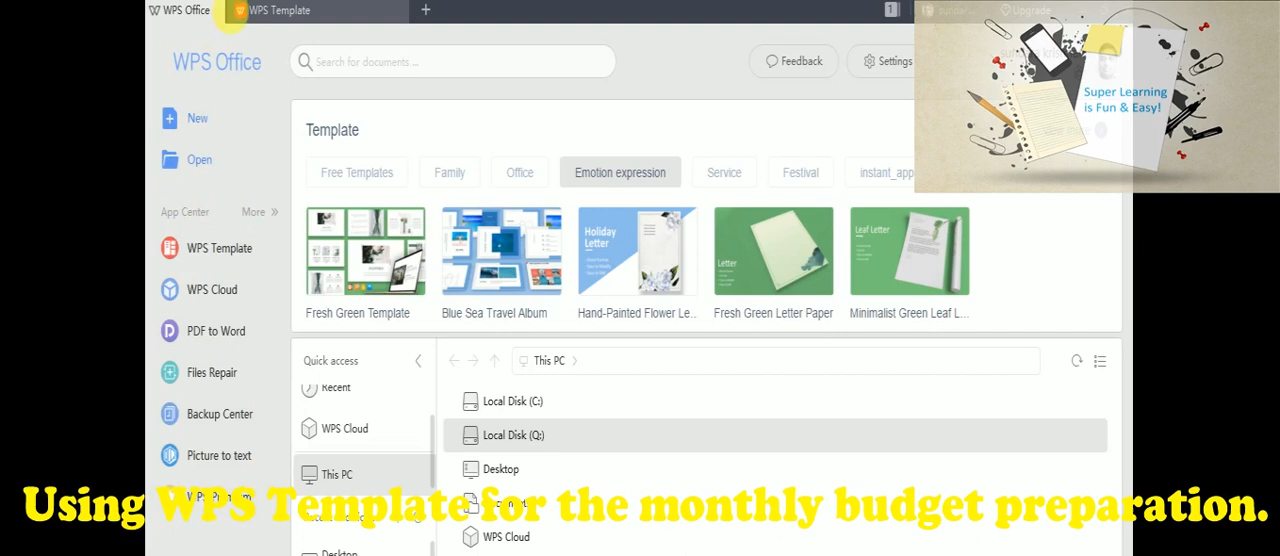 WPS Office
WPS Template
1
Upgrade
WPS Office
Search for documents ...
Feedback
Settings
Super Learning
is Fun & Easy!
New
Open
App Center
More »
WPS Template
WPS Cloud
PDF to Word
Files Repair
Backup Center
Picture to text
Template
Free Templates
Family
Office
Emotion expression
Service
Festival
instant_app
Holiday
Letter
Letter
Leaf Letter
Fresh Green Template
Blue Sea Travel Album
Hand-Painted Flower Le...
Fresh Green Letter Paper
Minimalist Green Leaf L...
Quick access
Recent
WPS Cloud
This PC
Desktop
This PC
Local Disk (C:)
Local Disk (Q:)
Desktop
WPS Cloud
Using WPS Template for the monthly budget preparation.